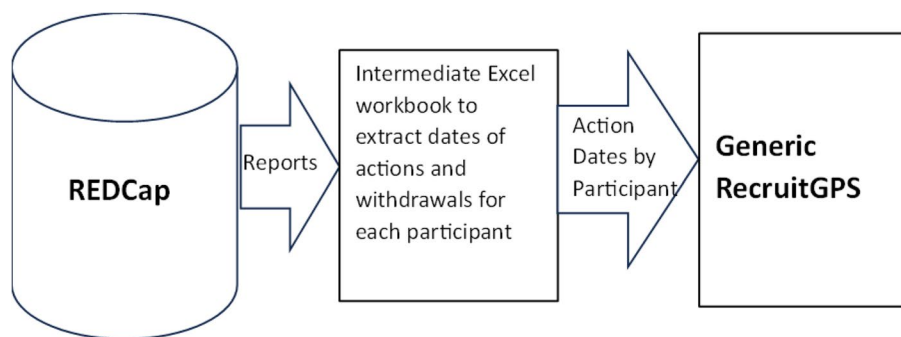 REDCap
Reports
Intermediate Excel
workbook to
extract dates of
actions and
withdrawals for
each participant
Action
Dates by
Participant
Generic
RecruitGPS